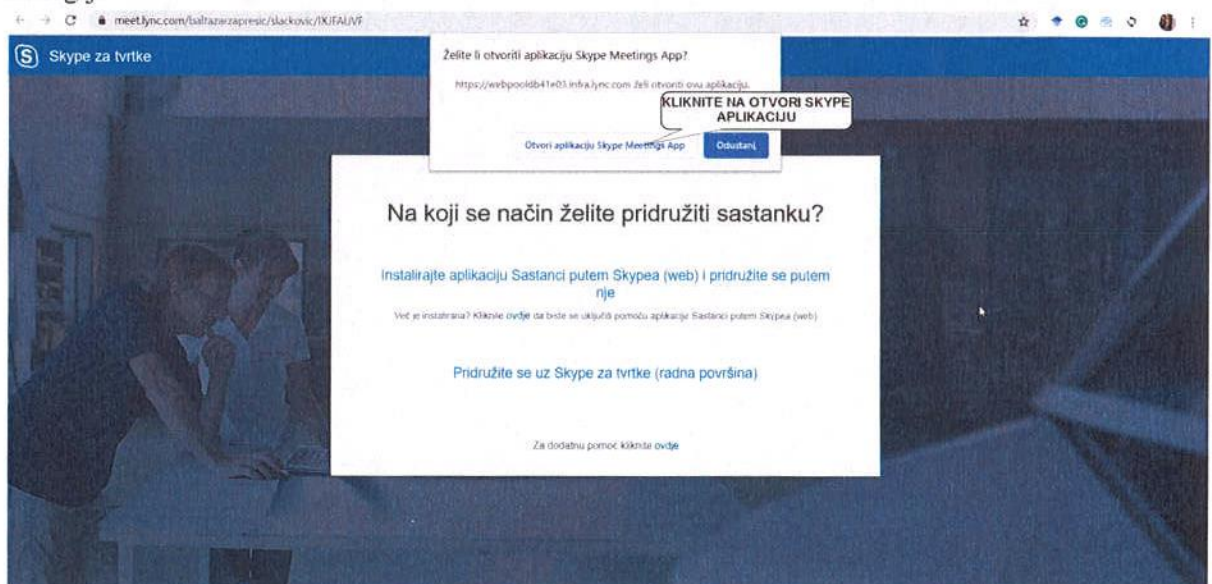 meet.lync.com/baltazarzapresic/slackovic/
Skype za tvrtke
Želite li otvoriti aplikaciju Skype Meetings App?
https://webpooldb41e03.infra.lync.com želi otvoriti ovu aplikaciju.
KLIKNITE NA OTVORI SKYPE
APLIKACIJU
Otvori aplikaciju Skype Meetings App
Odustani
Na koji se način želite pridružiti sastanku?
Instalirajte aplikaciju Sastanci putem Skypea (web) i pridružite se putem
nje
Već je instalirana? Kliknite ovdje da biste se uključili pomoću aplikacije Sastanci putem Skypea (web)
Pridružite se uz Skype za tvrtke (radna površina)
Za dodatnu pomoć kliknite ovdje